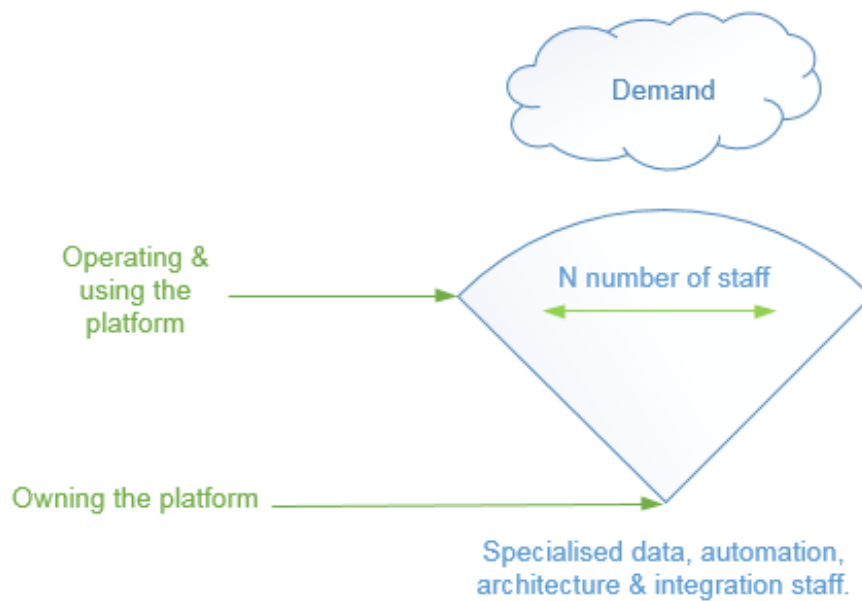 Demand
Operating &
using the
platform
N number of staff
Owning the platform
Specialised data, automation,
architecture & integration staff.